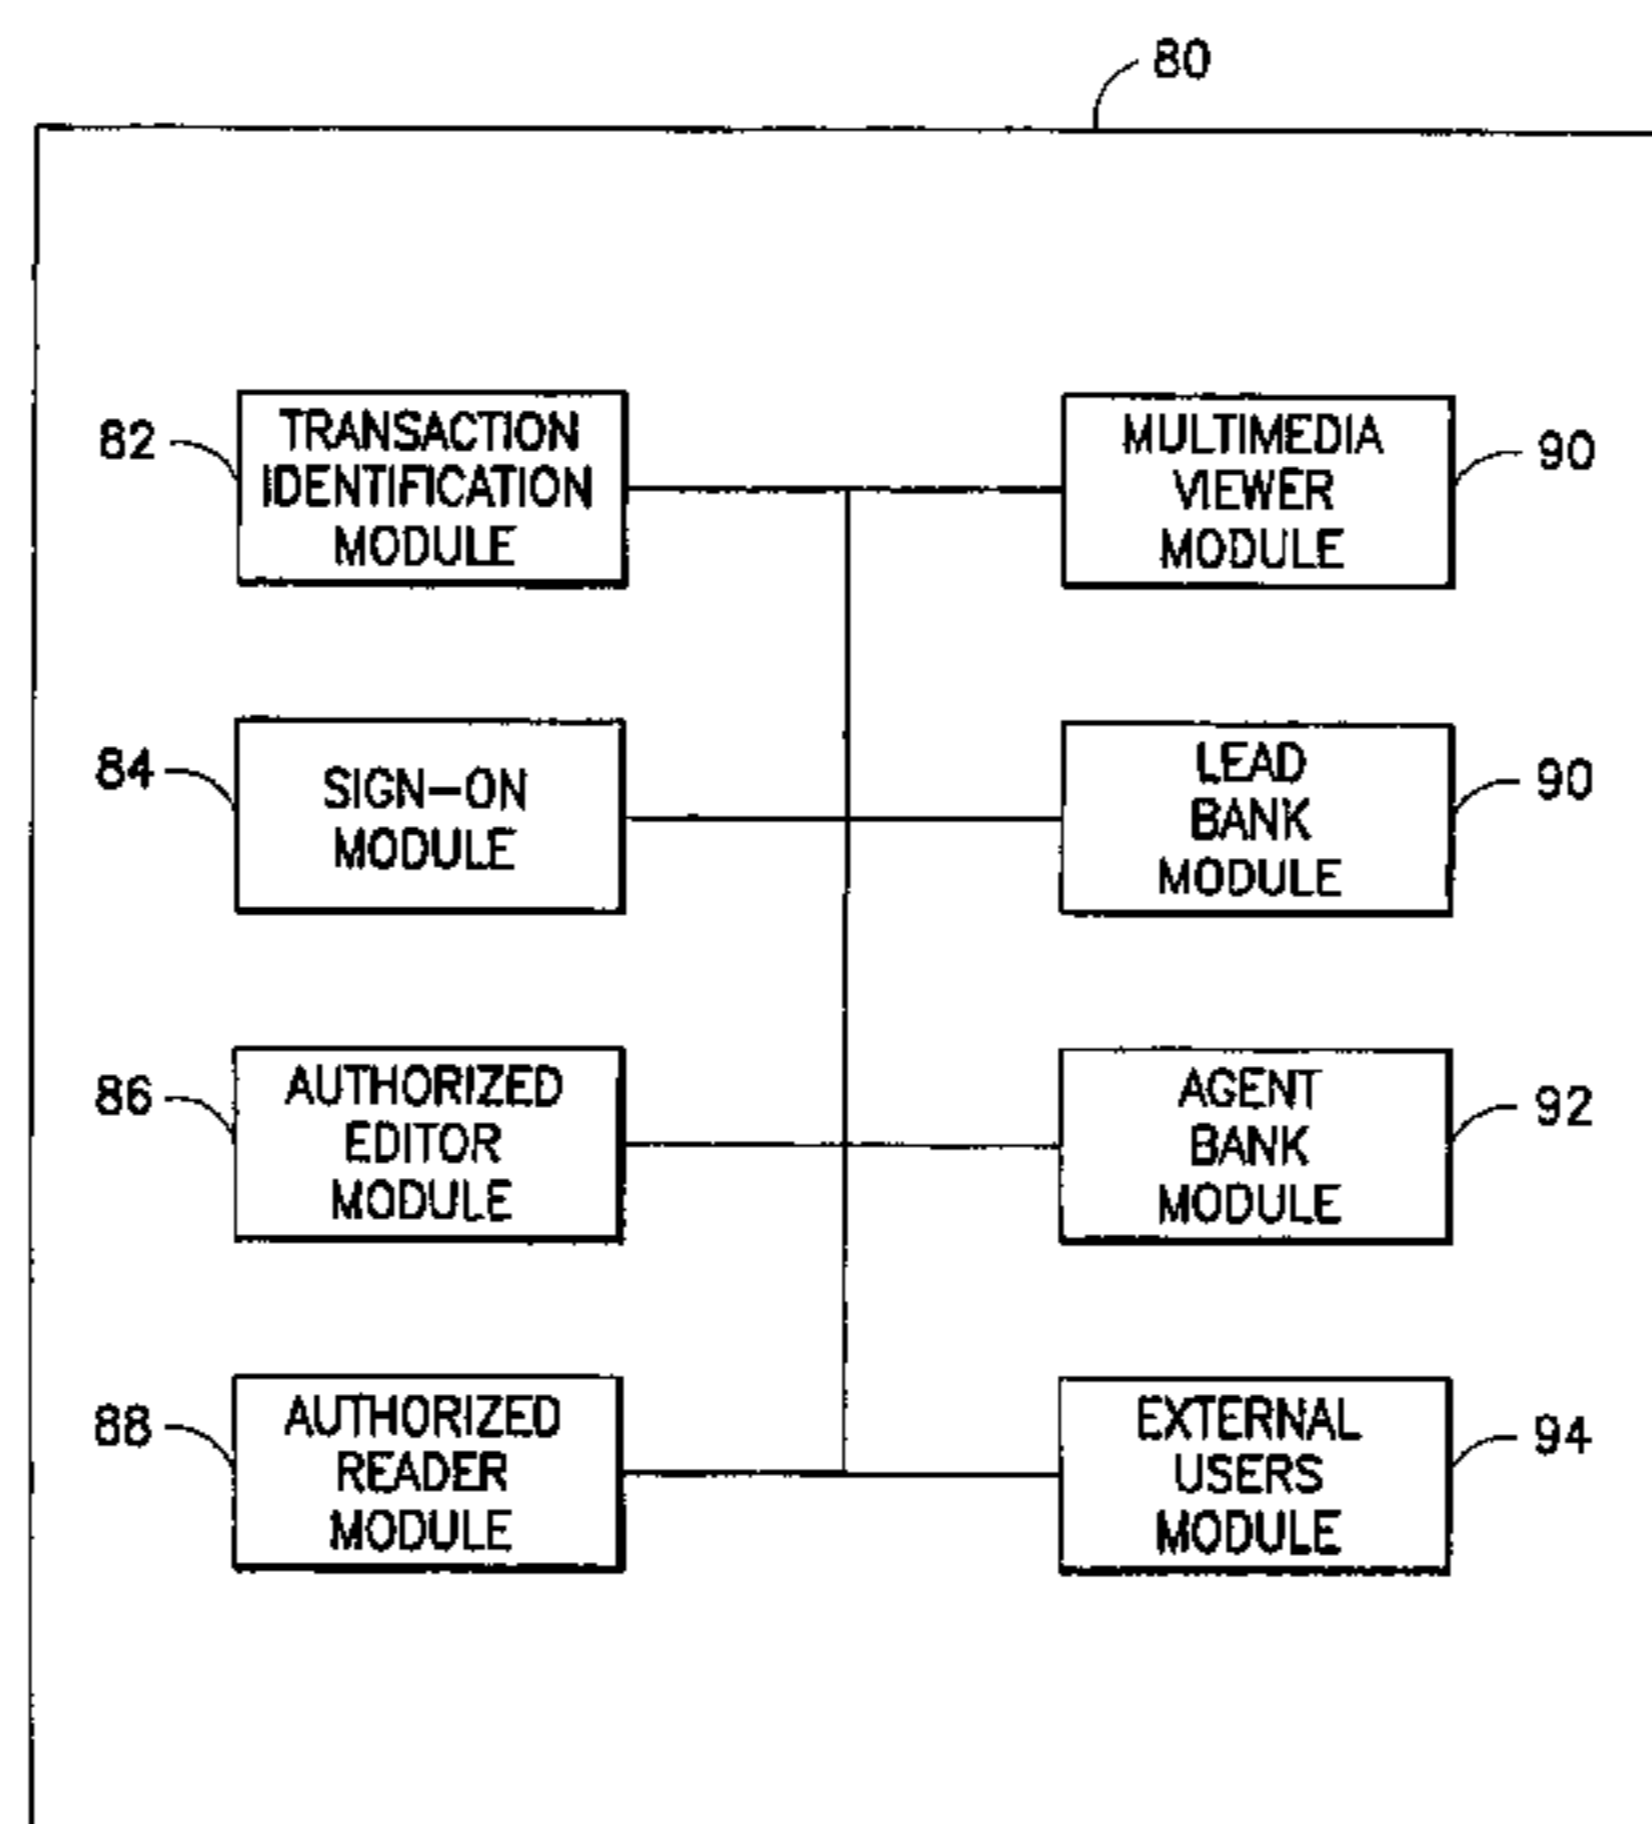 80
82
TRANSACTION
IDENTIFICATION
MODULE
MULTIMEDIA
VIEWER
MODULE
90
84
SIGN-ON
MODULE
LEAD
BANK
MODULE
90
86
AUTHORIZED
EDITOR
MODULE
AGENT
BANK
MODULE
92
88
AUTHORIZED
READER
MODULE
EXTERNAL
USERS
MODULE
94